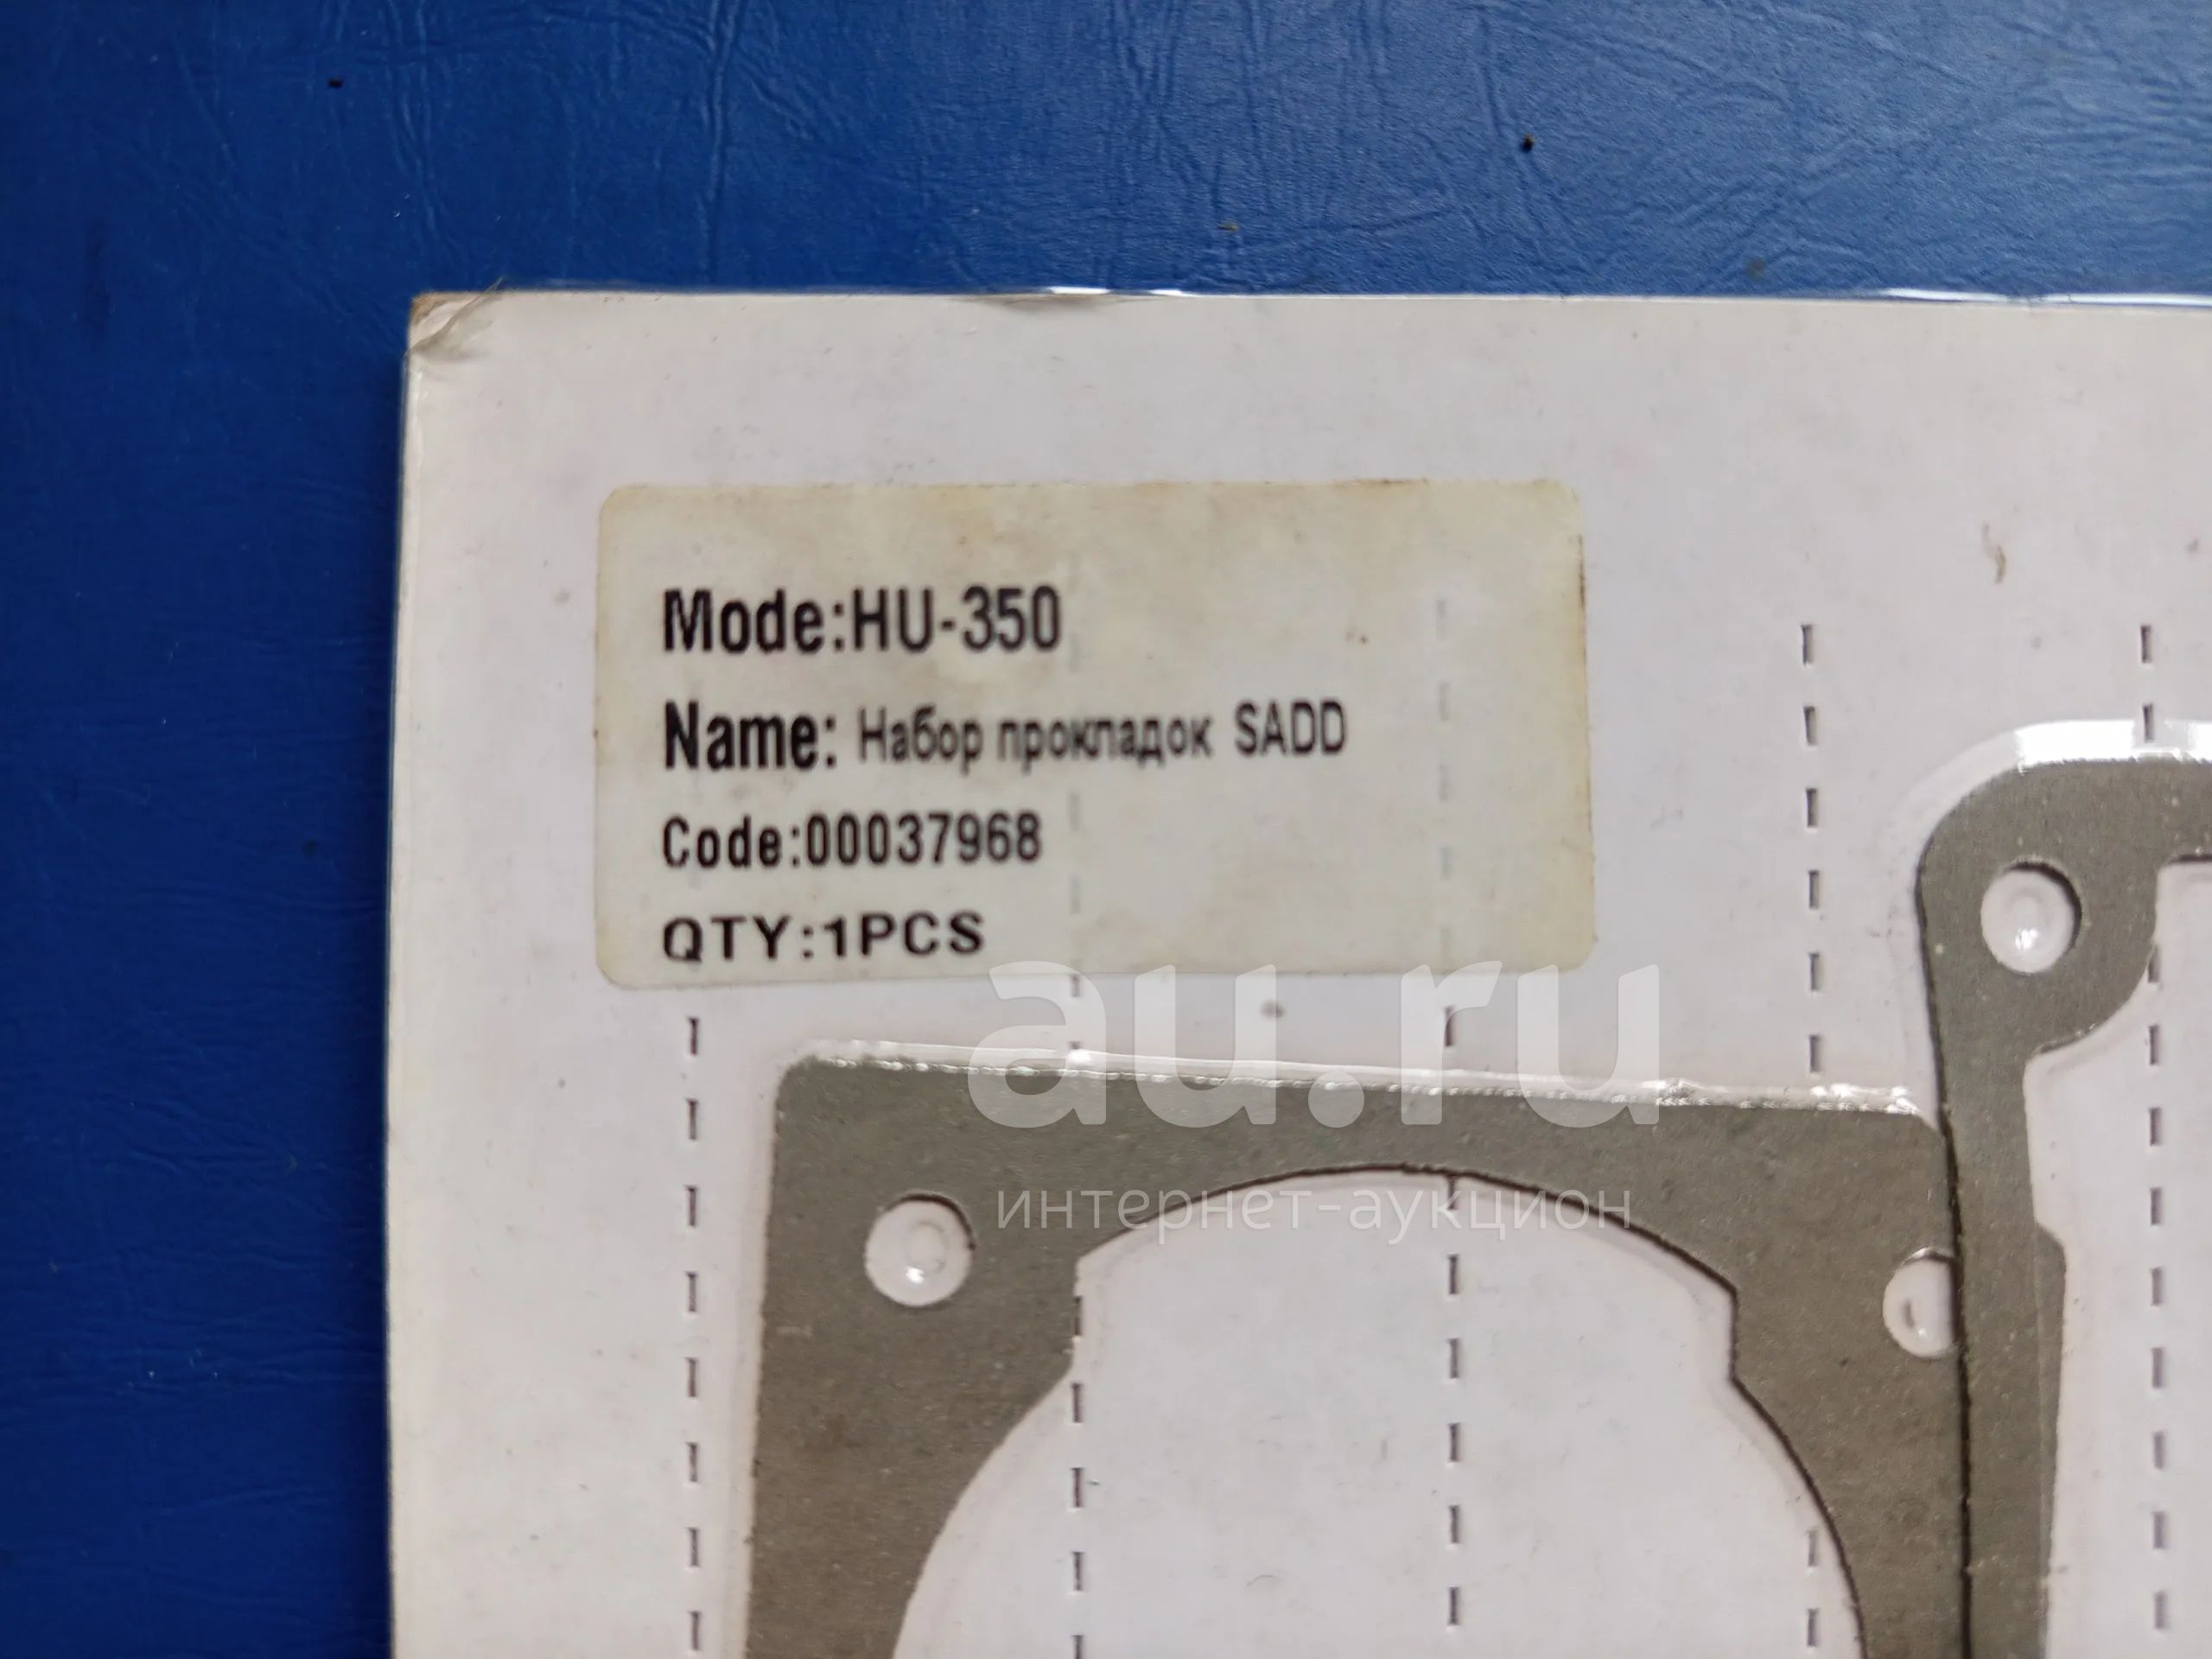 Mode:HU-350
Name: Набор прокладок SADD
Code:00037968
QTY:1PCS
au.ru
интернет-аукцион